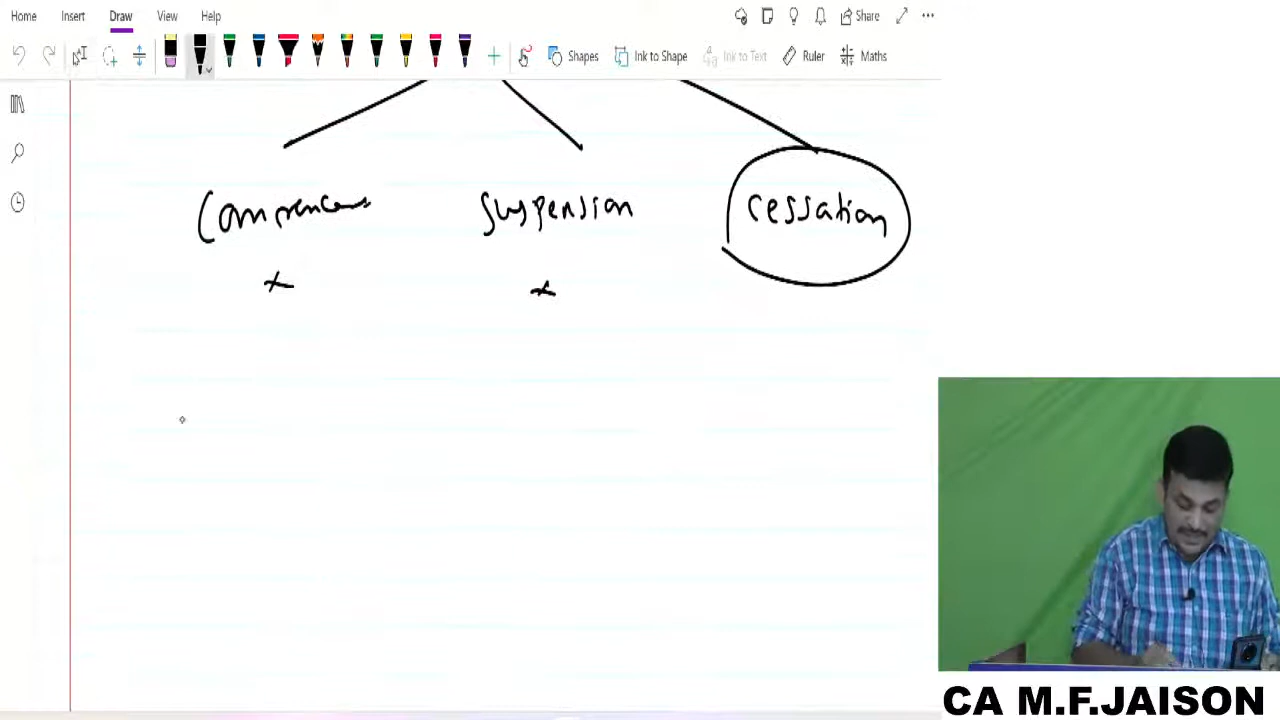 Home Insert Draw View Help Share
Shapes Ink to Shape Ink to Text Ruler Maths
suspension cessation
x x
CA M.F.JAISON